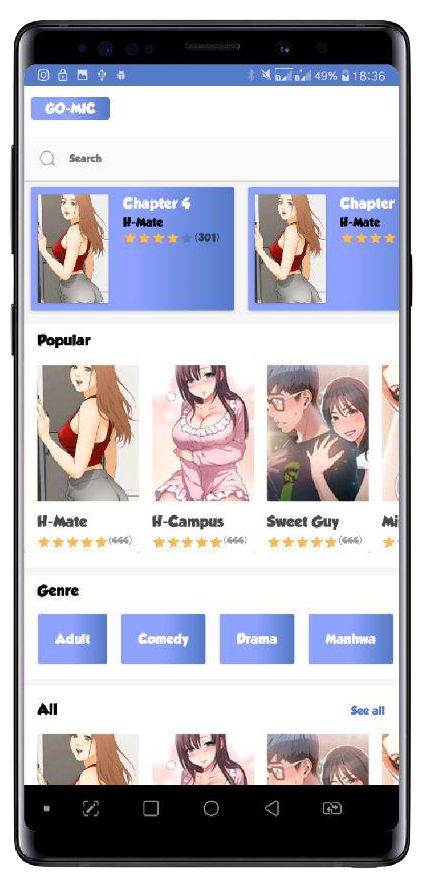 49% 18:36
GO-MIC
Search
Chapter 4
H-Mate
(301)
Chapter
H-Mate
Popular
H-Mate
(666)
H-Campus
(666)
Sweet Guy
(666)
Mi
Genre
Adult
Comedy
Drama
Manhwa
All
See all